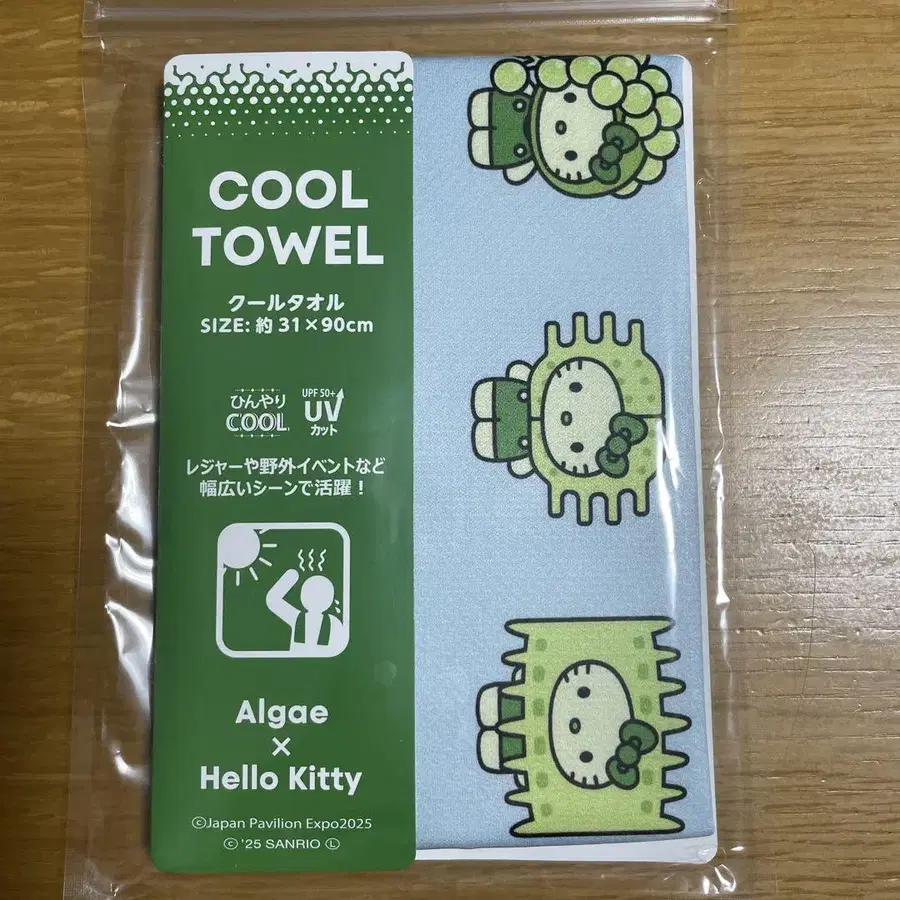 COOL
TOWEL
クールタオル
SIZE: 約 31×90cm
ひんやり
COOL
UPF 50+
UV
カット
レジャーや野外イベントなど
幅広いシーンで活躍！
Algae
×
Hello Kitty
©Japan Pavilion Expo2025
© '25 SANRIO Ⓛ